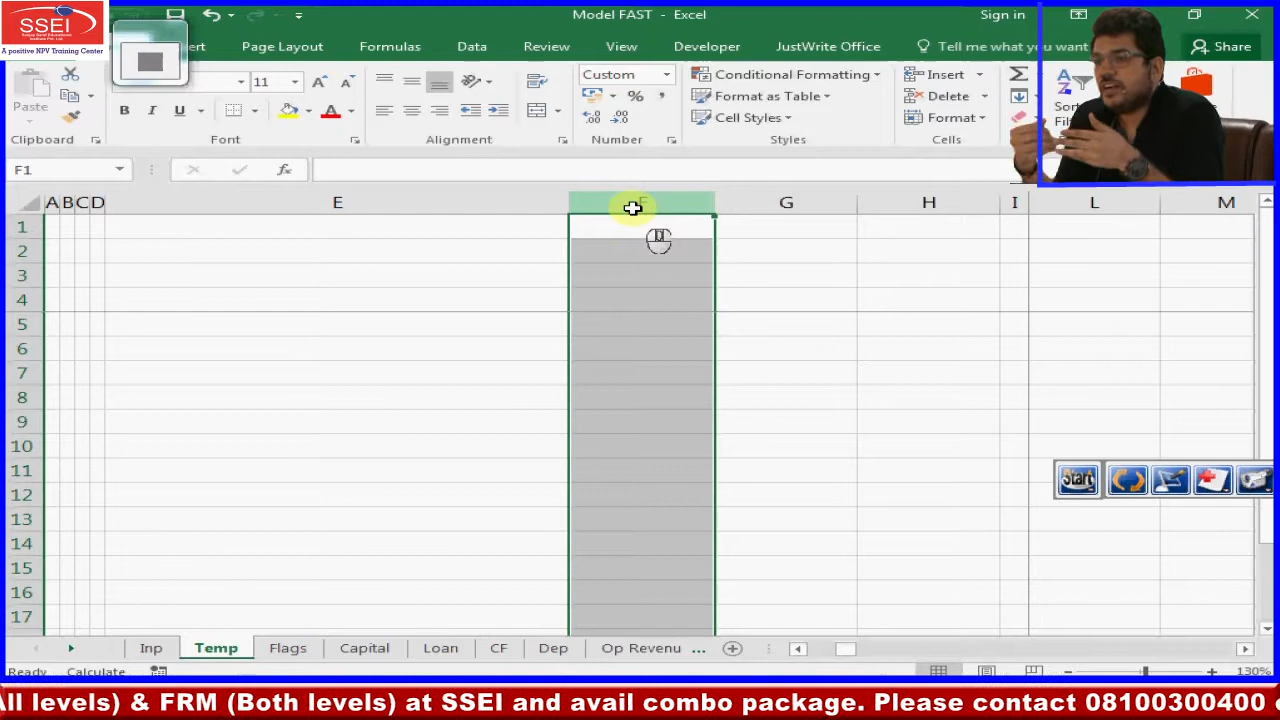 SSEI
A positive NPV Training Center
Model FAST - Excel
Sign in
Page Layout
Formulas
Data
Review
View
Developer
JustWrite Office
Tell me what you want
Share
Paste
11
A
A
B
I
U
A
Custom
%
Conditional Formatting
Format as Table
Cell Styles
Insert
Delete
Format
Clipboard
Font
Alignment
Number
Styles
Cells
F1
fx
A
B
C
D
E
F
G
H
I
L
M
1
2
3
4
5
6
7
8
9
10
11
12
13
14
15
16
17
Start
Inp
Temp
Flags
Capital
Loan
CF
Dep
Op Revenu ...
Ready
Calculate
130%
All levels) & FRM (Both levels) at SSEI and avail combo package. Please contact 08100300400